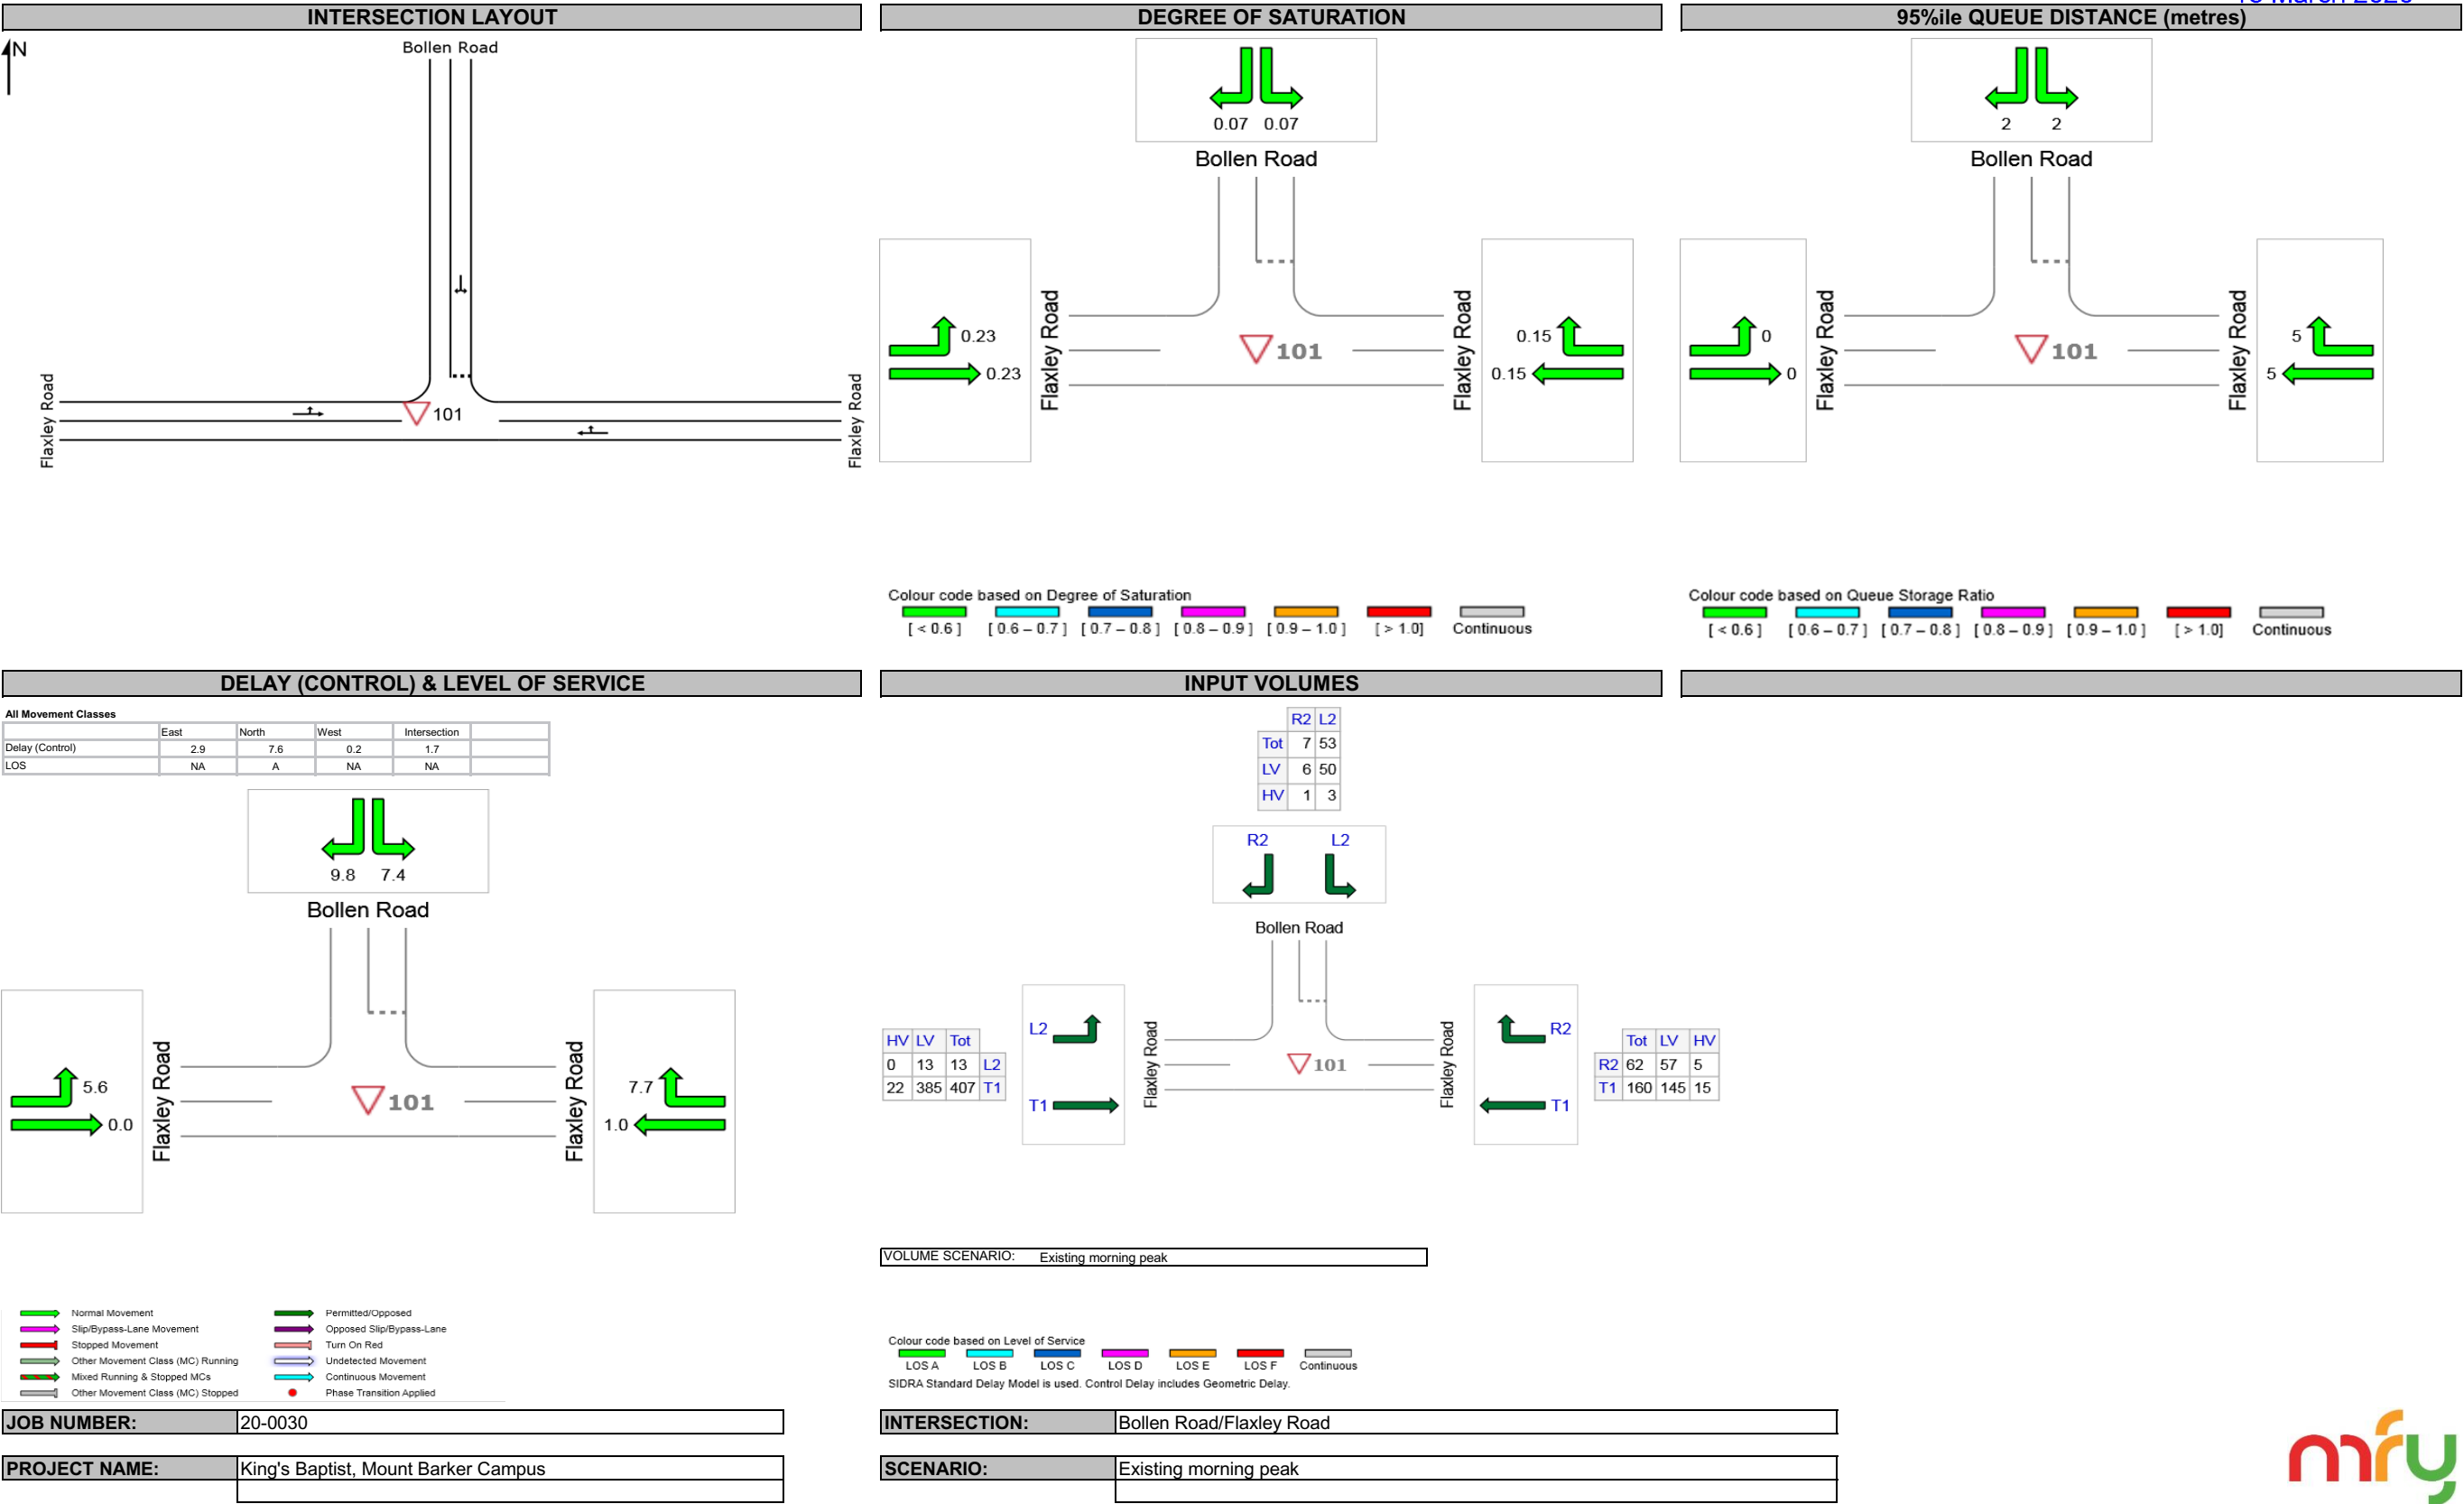 INTERSECTION LAYOUT
N
Bollen Road
Flaxley Road
101
Flaxley Road
DEGREE OF SATURATION
0.07 0.07
Bollen Road
0.23
0.23
Flaxley Road
101
Flaxley Road
0.15
0.15
Colour code based on Degree of Saturation
[ < 0.6 ] [ 0.6 – 0.7 ] [ 0.7 – 0.8 ] [ 0.8 – 0.9 ] [ 0.9 – 1.0 ] [ > 1.0] Continuous
95%ile QUEUE DISTANCE (metres)
2 2
Bollen Road
0
0
Flaxley Road
101
Flaxley Road
5
5
Colour code based on Queue Storage Ratio
[ < 0.6 ] [ 0.6 – 0.7 ] [ 0.7 – 0.8 ] [ 0.8 – 0.9 ] [ 0.9 – 1.0 ] [ > 1.0] Continuous
DELAY (CONTROL) & LEVEL OF SERVICE
All Movement Classes
East North West Intersection
Delay (Control) 2.9 7.6 0.2 1.7
LOS NA A NA NA
9.8 7.4
Bollen Road
5.6
0.0
Flaxley Road
101
Flaxley Road
7.7
1.0
Normal Movement
Slip/Bypass-Lane Movement
Stopped Movement
Other Movement Class (MC) Running
Mixed Running & Stopped MCs
Other Movement Class (MC) Stopped
Permitted/Opposed
Opposed Slip/Bypass-Lane
Turn On Red
Undetected Movement
Continuous Movement
Phase Transition Applied
INPUT VOLUMES
R2 L2
Tot 7 53
LV 6 50
HV 1 3
R2 L2
Bollen Road
HV LV Tot
0 13 13 L2
22 385 407 T1
L2
T1
Flaxley Road
101
Flaxley Road
R2
T1
Tot LV HV
R2 62 57 5
T1 160 145 15
VOLUME SCENARIO: Existing morning peak
Colour code based on Level of Service
LOS A LOS B LOS C LOS D LOS E LOS F Continuous
SIDRA Standard Delay Model is used. Control Delay includes Geometric Delay.
JOB NUMBER: 20-0030
PROJECT NAME: King's Baptist, Mount Barker Campus
INTERSECTION: Bollen Road/Flaxley Road
SCENARIO: Existing morning peak
mfy